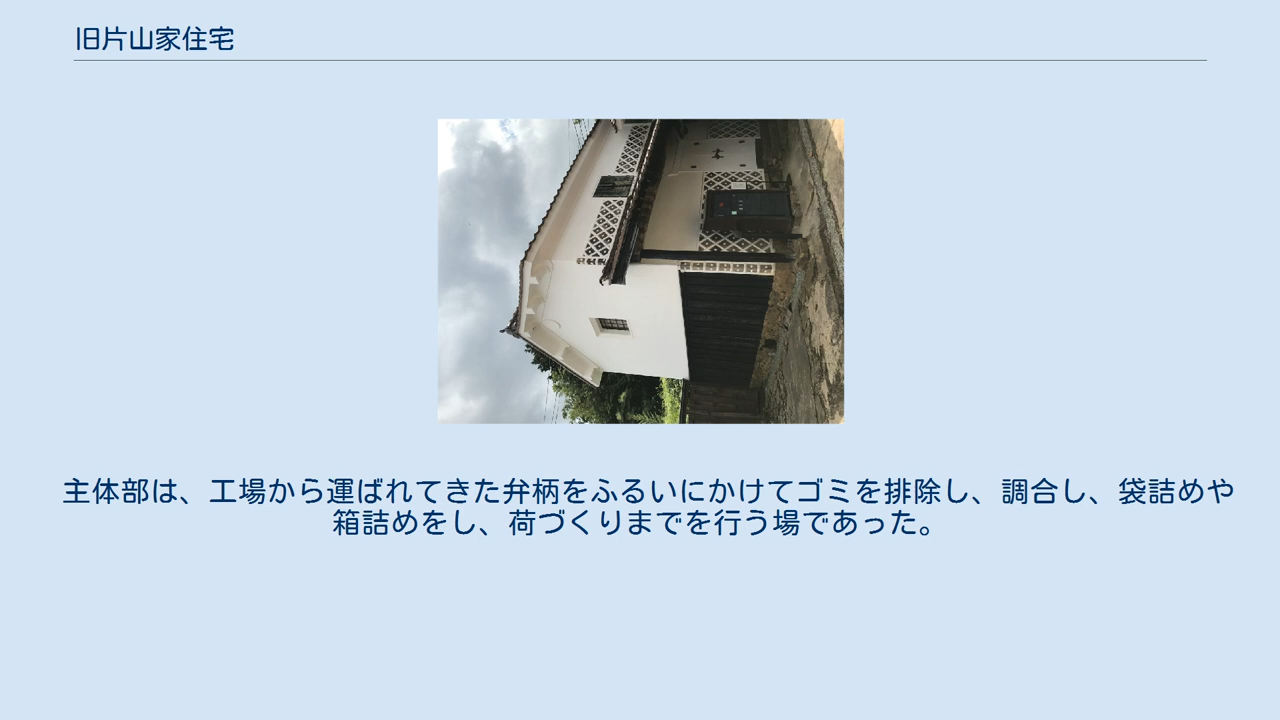 旧片山家住宅
主体部は、工場から運ばれてきた弁柄をふるいにかけてゴミを排除し、調合し、袋詰めや
箱詰めをし、荷づくりまでを行う場であった。